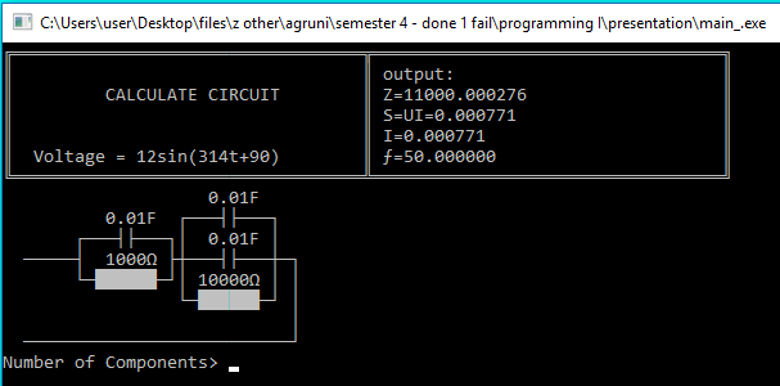 C:\Users\user\Desktop\files\z other\agruni\semester 4 - done 1 fail\programming I\presentation\main_.exe
CALCULATE CIRCUIT
Voltage = 12sin(314t+90)
output:
Z=11000.000276
S=UI=0.000771
I=0.000771
ƒ=50.000000
0.01F
0.01F
0.01F
1000Ω
10000Ω
Number of Components>